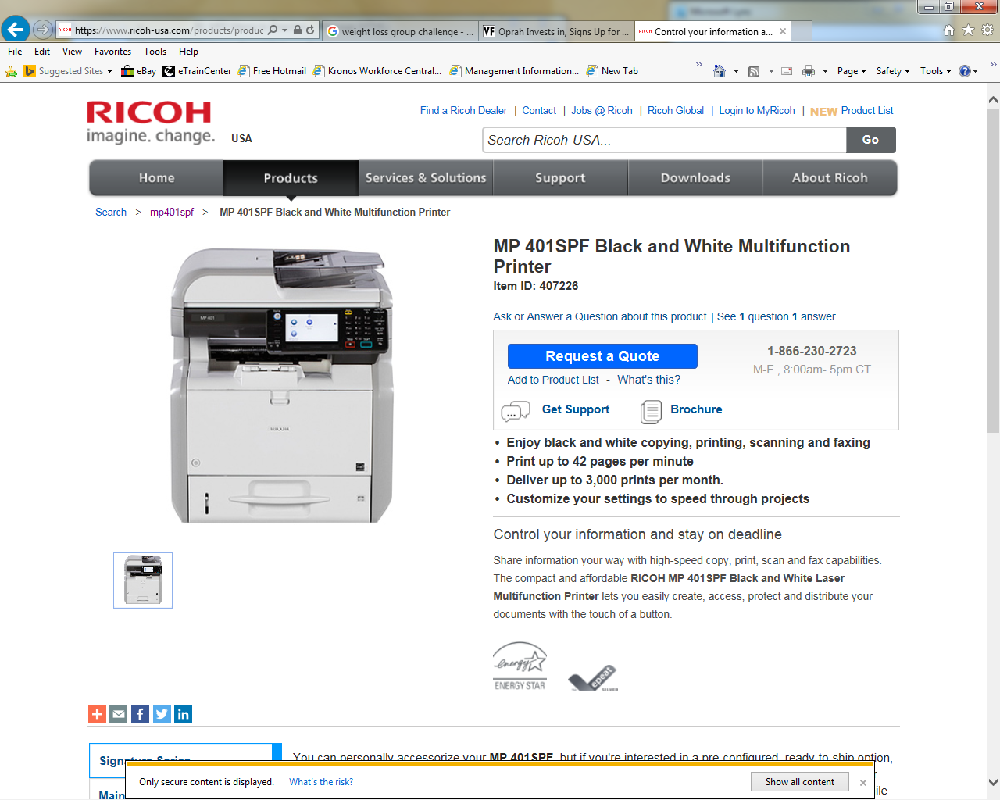 Microsoft Lync
https://www.ricoh-usa.com/products/produc
weight loss group challenge - ...
VF Oprah Invests in, Signs Up for ...
RICOH Control your information a...
File Edit View Favorites Tools Help
Suggested Sites eBay eTrainCenter Free Hotmail Kronos Workforce Central... Management Information... New Tab Page Safety Tools
RICOH
imagine. change.
USA
Find a Ricoh Dealer | Contact | Jobs @ Ricoh | Ricoh Global | Login to MyRicoh | NEW Product List
Search Ricoh-USA... Go
Home Products Services & Solutions Support Downloads About Ricoh
Search > mp401spf > MP 401SPF Black and White Multifunction Printer
MP 401
RICOH
MP 401SPF Black and White Multifunction
Printer
Item ID: 407226
Ask or Answer a Question about this product | See 1 question 1 answer
Request a Quote
1-866-230-2723
M-F , 8:00am- 5pm CT
Add to Product List - What's this?
Get Support Brochure
• Enjoy black and white copying, printing, scanning and faxing
• Print up to 42 pages per minute
• Deliver up to 3,000 prints per month.
• Customize your settings to speed through projects
Control your information and stay on deadline
Share information your way with high-speed copy, print, scan and fax capabilities.
The compact and affordable RICOH MP 401SPF Black and White Laser
Multifunction Printer lets you easily create, access, protect and distribute your
documents with the touch of a button.
energy
ENERGY STAR
epeat
SILVER
Signature Series
You can personally accessorize your MP 401SPF, but if you're interested in a pre-configured, ready-to-ship option,
Main
ile
Only secure content is displayed. What's the risk? Show all content